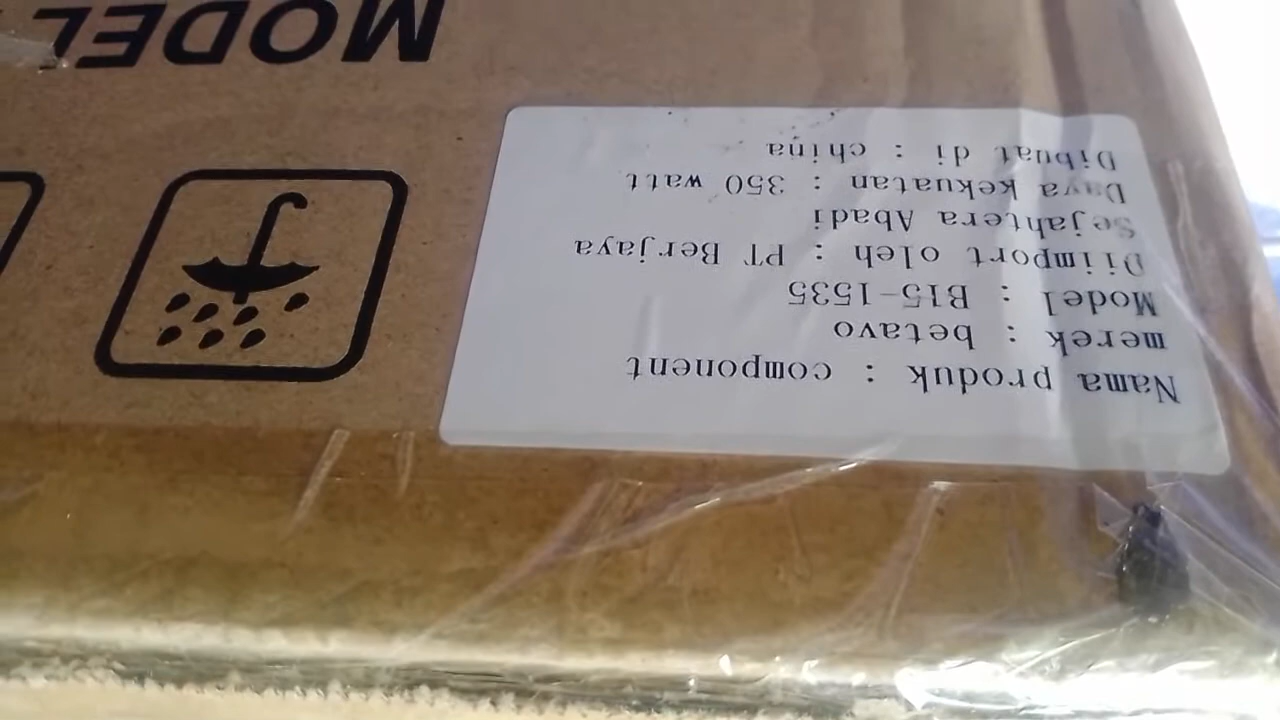 Nama produk : component
merek : betavo
Model : B15-1535
Diimport oleh : PT Berjaya
Sejahtera Abadi
Daya kekuatan : 350 watt
Dibuat di : china
MODEL